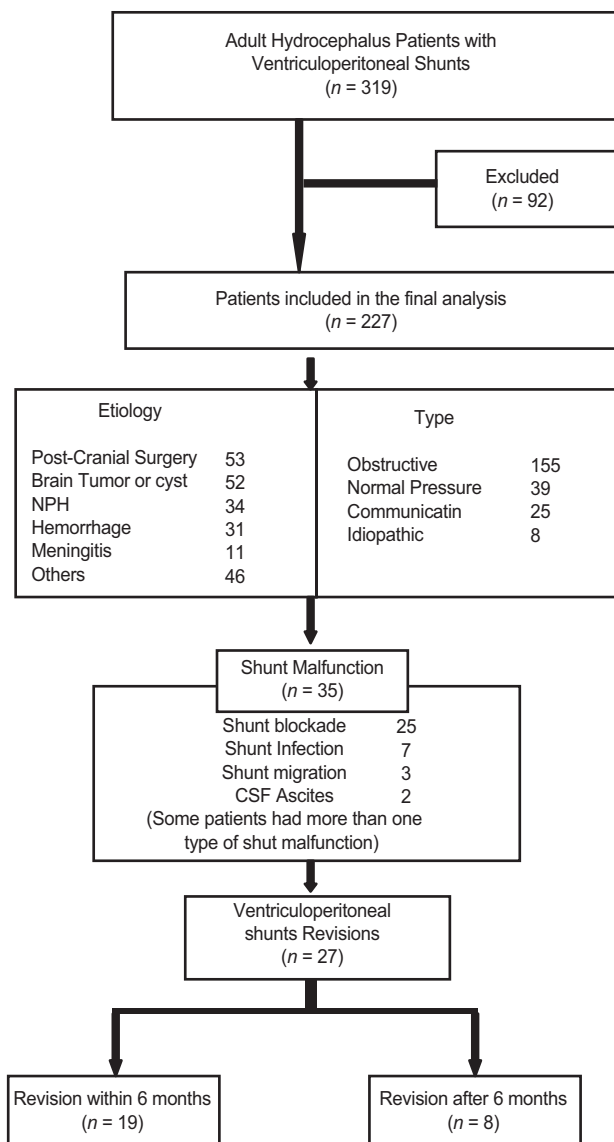 Adult Hydrocephalus Patients with
Ventriculoperitoneal Shunts
(n = 319)
Excluded
(n = 92)
Patients included in the final analysis
(n = 227)
Etiology
Post-Cranial Surgery 53
Brain Tumor or cyst 52
NPH 34
Hemorrhage 31
Meningitis 11
Others 46
Type
Obstructive 155
Normal Pressure 39
Communicatin 25
Idiopathic 8
Shunt Malfunction
(n = 35)
Shunt blockade 25
Shunt Infection 7
Shunt migration 3
CSF Ascites 2
(Some patients had more than one
type of shut malfunction)
Ventriculoperitoneal
shunts Revisions
(n = 27)
Revision within 6 months
(n = 19)
Revision after 6 months
(n = 8)